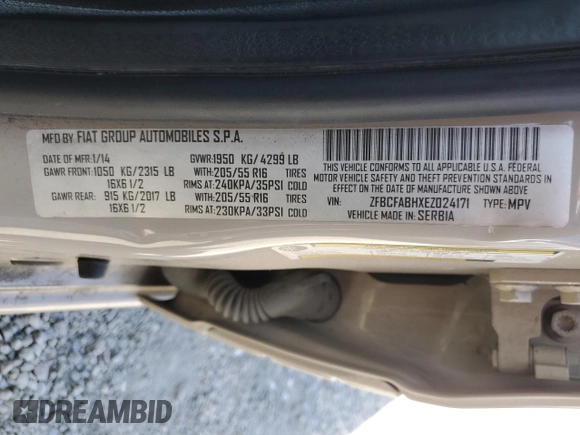 MFD BY FIAT GROUP AUTOMOBILES S.P.A.
DATE OF MFR:1/14 GVWR:1950 KG/4299 LB
GAWR FRONT:1050 KG/2315 LB WITH:205/55 R16 TIRES
16X6 1/2 RIMS AT:240KPA/35PSI COLD
GAWR REAR: 915 KG/2017 LB WITH:205/55 R16 TIRES
16X6 1/2 RIMS AT:230KPA/33PSI COLD
THIS VEHICLE CONFORMS TO ALL APPLICABLE U.S.A. FEDERAL
MOTOR VEHICLE SAFETY, BUMPER, AND THEFT PREVENTION STANDARDS
IN EFFECT ON THE DATE OF MANUFACTURE SHOWN ABOVE.
VIN: ZFBCFABHXEZ024171 TYPE: MPV
VEHICLE MADE IN: SERBIA
DREAMBID